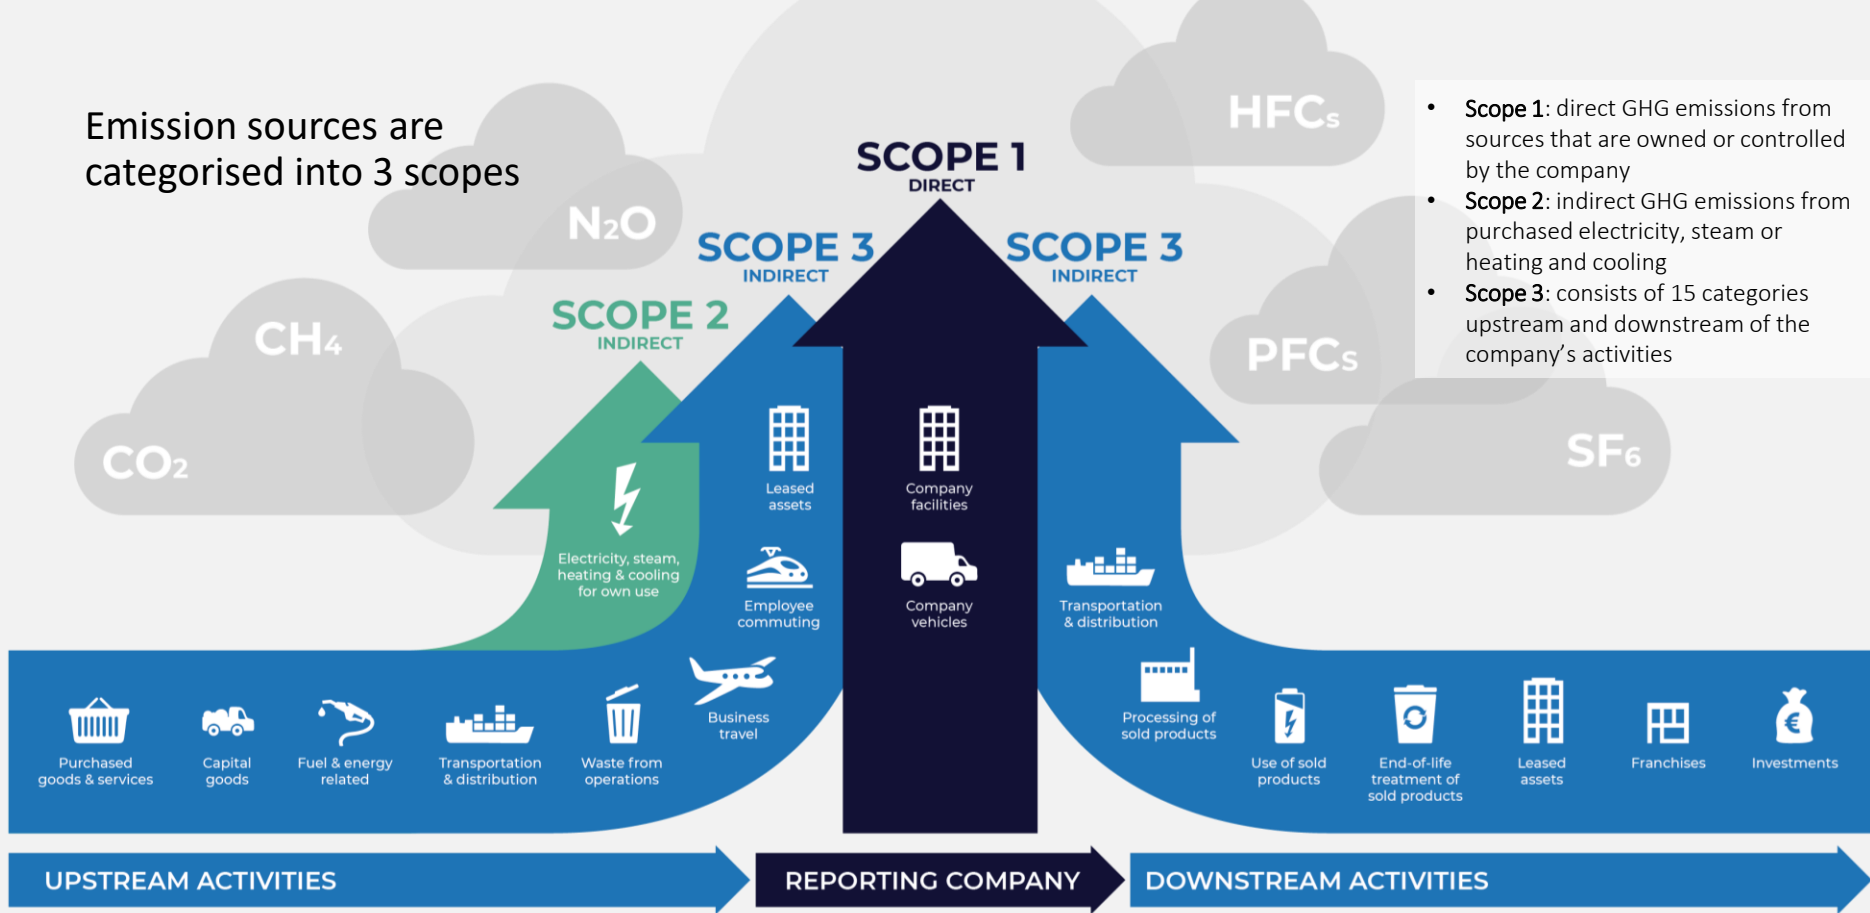 Emission sources are
categorised into 3 scopes
CO2
CH4
N2O
HFCs
PFCs
SF6
• Scope 1: direct GHG emissions from
sources that are owned or controlled
by the company
• Scope 2: indirect GHG emissions from
purchased electricity, steam or
heating and cooling
• Scope 3: consists of 15 categories
upstream and downstream of the
company’s activities
SCOPE 2
INDIRECT
SCOPE 3
INDIRECT
SCOPE 1
DIRECT
SCOPE 3
INDIRECT
Electricity, steam,
heating & cooling
for own use
Leased
assets
Employee
commuting
Business
travel
Purchased
goods & services
Capital
goods
Fuel & energy
related
Transportation
& distribution
Waste from
operations
Company
facilities
Company
vehicles
Transportation
& distribution
Processing of
sold products
Use of sold
products
End-of-life
treatment of
sold products
Leased
assets
Franchises
€
Investments
UPSTREAM ACTIVITIES
REPORTING COMPANY
DOWNSTREAM ACTIVITIES